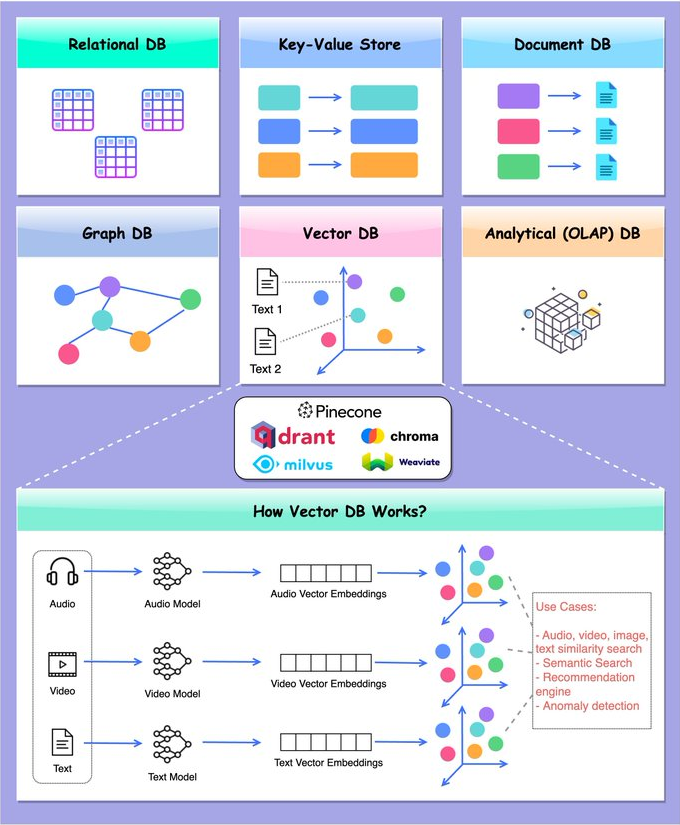 Relational DB
Key-Value Store
Document DB
Graph DB
Vector DB
Analytical (OLAP) DB
Text 1
Text 2
Pinecone
qdrant
chroma
milvus
Weaviate
How Vector DB Works?
Audio
Audio Model
Audio Vector Embeddings
Video
Video Model
Video Vector Embeddings
Text
Text Model
Text Vector Embeddings
Use Cases:
- Audio, video, image,
text similarity search
- Semantic Search
- Recommendation
engine
- Anomaly detection